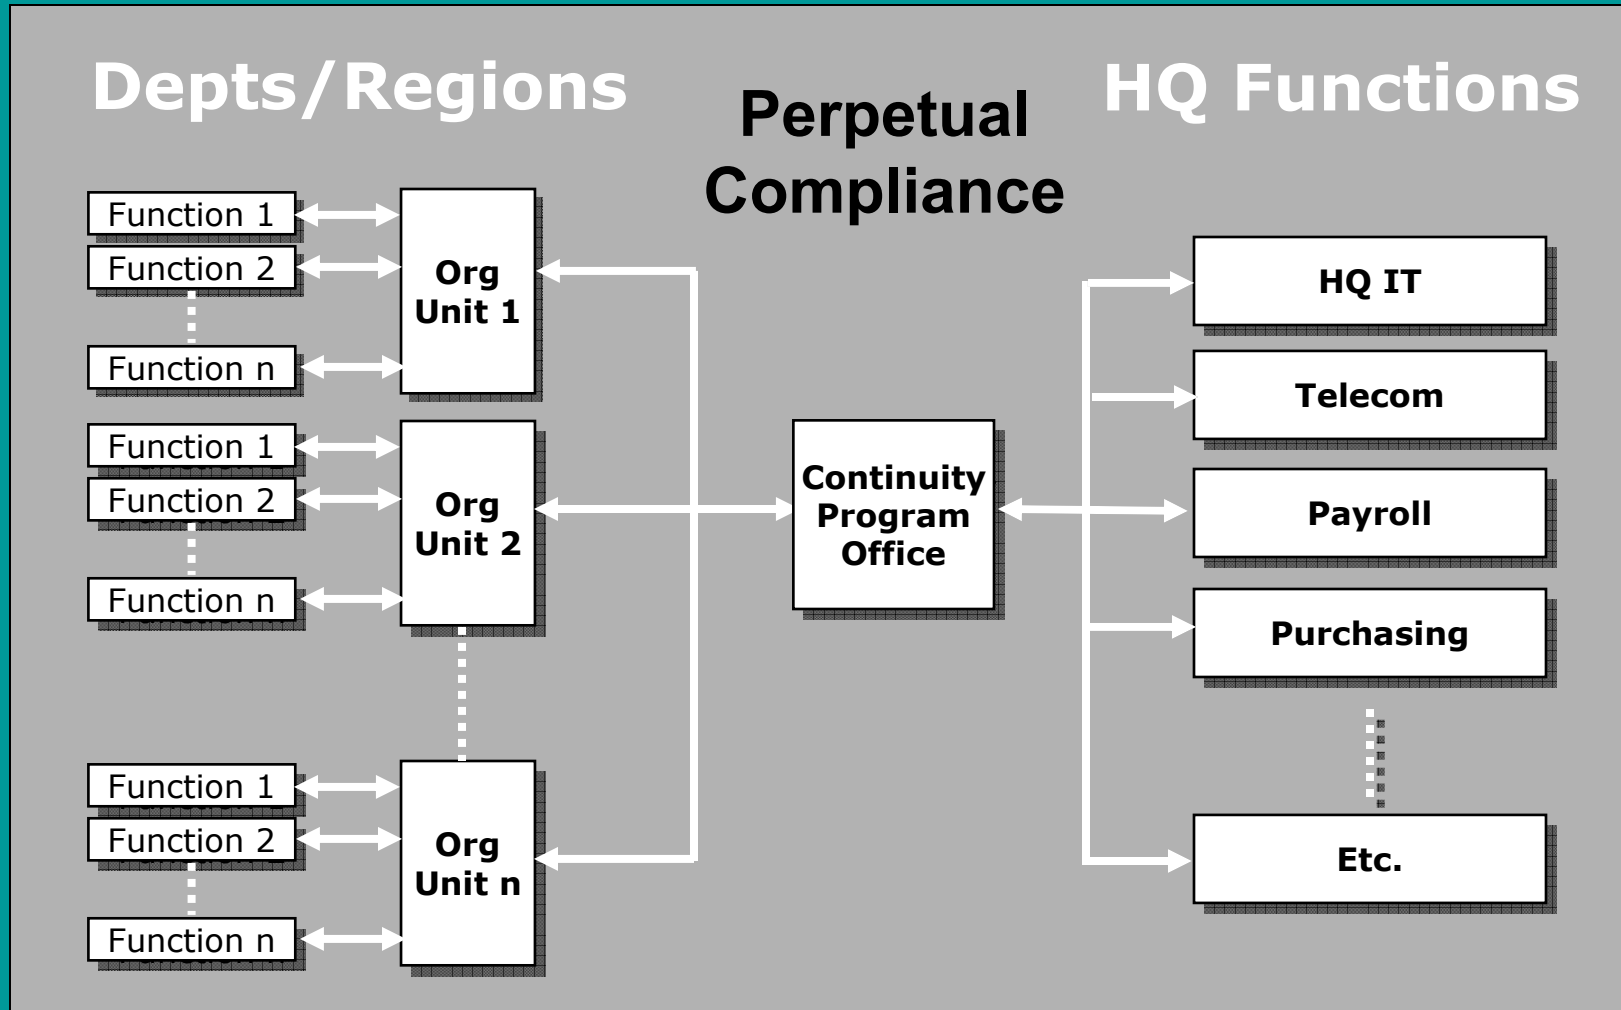 Depts/Regions
Perpetual
Compliance
HQ Functions
Function 1
Function 2
Function n
Org
Unit 1
Function 1
Function 2
Function n
Org
Unit 2
Function 1
Function 2
Function n
Org
Unit n
Continuity
Program
Office
HQ IT
Telecom
Payroll
Purchasing
Etc.